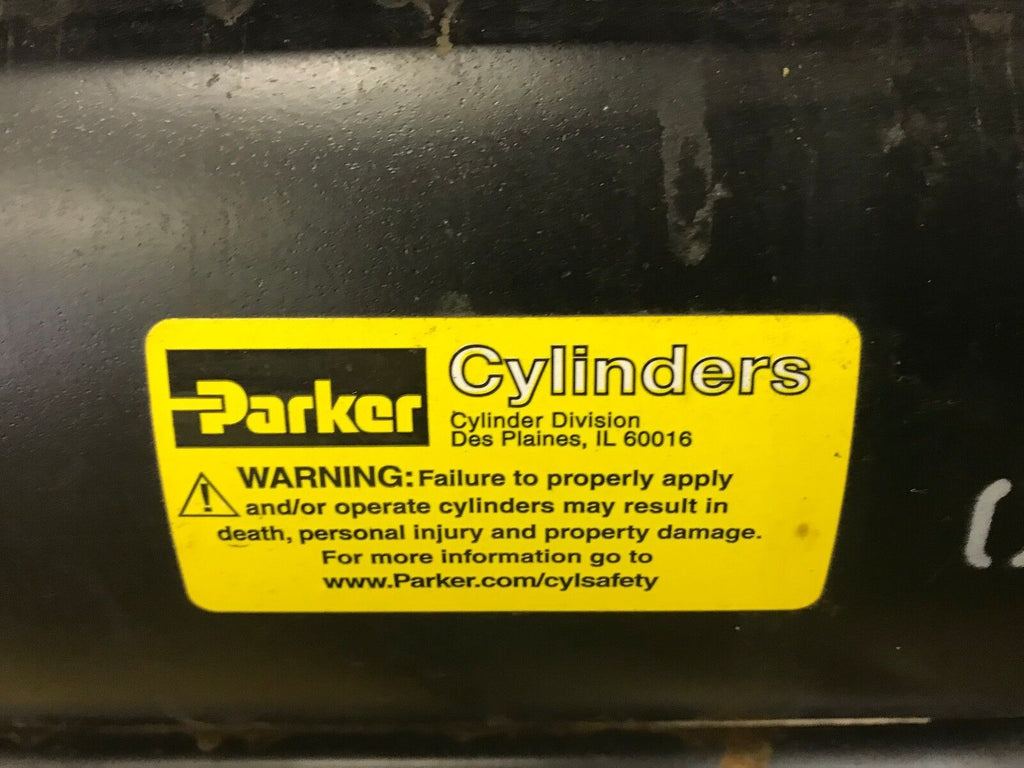 Parker
Cylinders
Cylinder Division
Des Plaines, IL 60016
WARNING: Failure to properly apply
and/or operate cylinders may result in
death, personal injury and property damage.
For more information go to
www.Parker.com/cylsafety